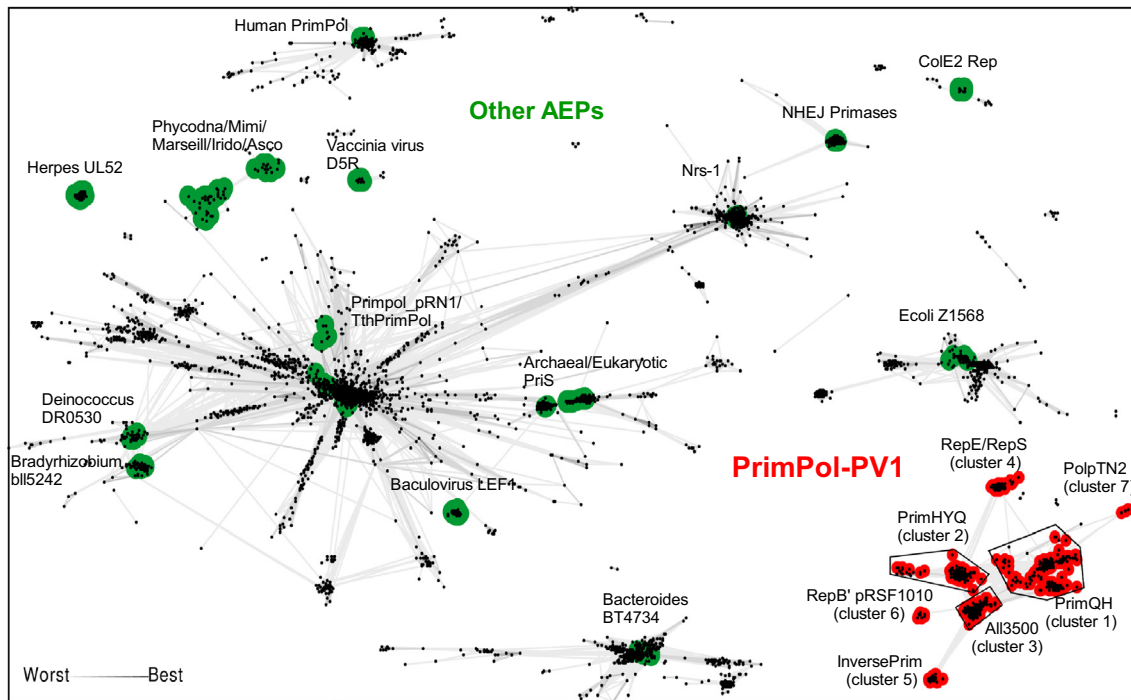 Human PrimPol
ColE2 Rep
Other AEPs
NHEJ Primases
Phycodna/Mimi/
Marseill/Irido/Asco
Vaccinia virus
D5R
Herpes UL52
Nrs-1
Primpol_pRN1/
TthPrimPol
Ecoli Z1568
Archaeal/Eukaryotic
PriS
Deinococcus
DR0530
Bradyrhizobium
bll5242
Baculovirus LEF1
PrimPol-PV1
RepE/RepS
(cluster 4)
PolpTN2
(cluster 7)
PrimHYQ
(cluster 2)
RepB' pRSF1010
(cluster 6)
PrimQH
(cluster 1)
All3500
(cluster 3)
InversePrim
(cluster 5)
Bacteroides
BT4734
Worst Best